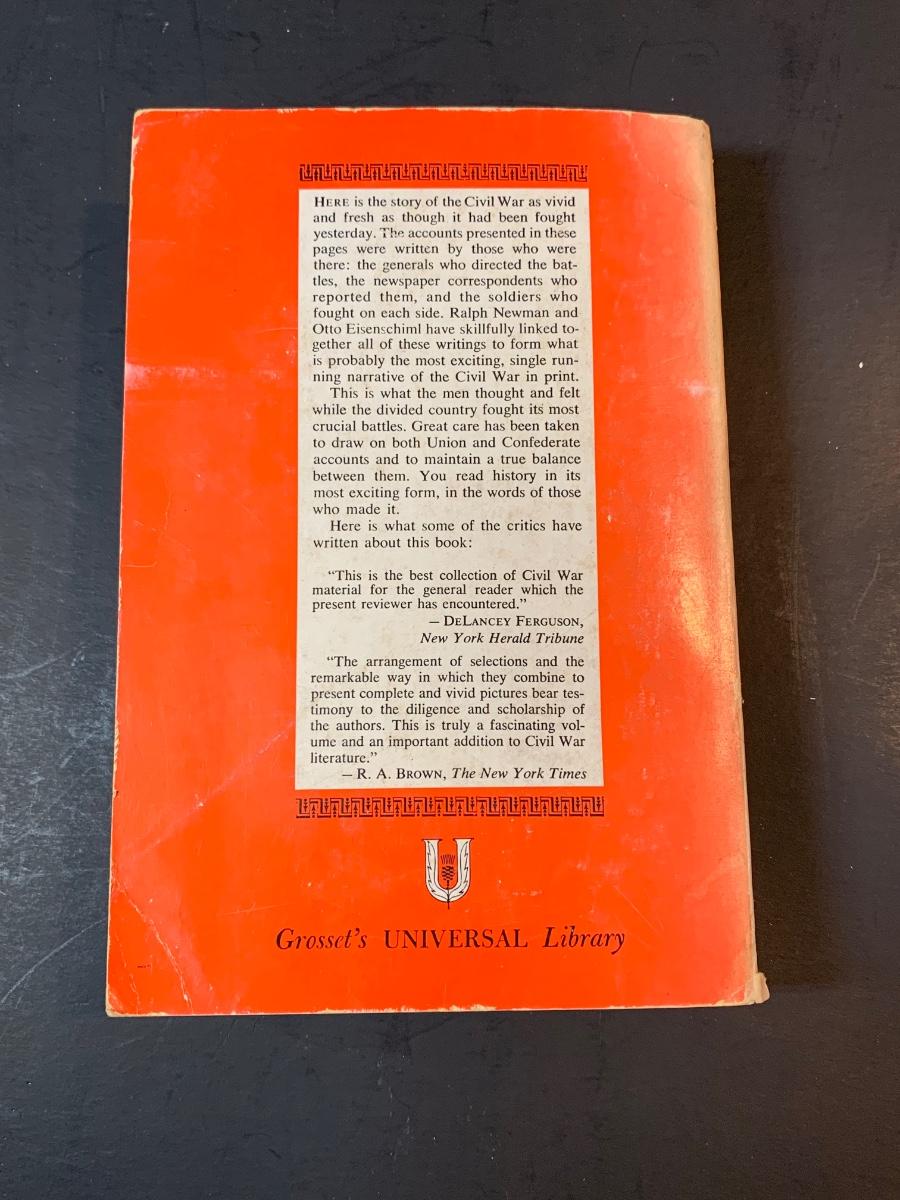 HERE is the story of the Civil War as vivid
and fresh as though it had been fought
yesterday. The accounts presented in these
pages were written by those who were
there: the generals who directed the bat-
tles, the newspaper correspondents who
reported them, and the soldiers who
fought on each side. Ralph Newman and
Otto Eisenschiml have skillfully linked to-
gether all of these writings to form what
is probably the most exciting, single run-
ning narrative of the Civil War in print.
This is what the men thought and felt
while the divided country fought its most
crucial battles. Great care has been taken
to draw on both Union and Confederate
accounts and to maintain a true balance
between them. You read history in its
most exciting form, in the words of those
who made it.
Here is what some of the critics have
written about this book:
“This is the best collection of Civil War
material for the general reader which the
present reviewer has encountered.”
— DELANCEY FERGUSON,
New York Herald Tribune
“The arrangement of selections and the
remarkable way in which they combine to
present complete and vivid pictures bear tes-
timony to the diligence and scholarship of
the authors. This is truly a fascinating vol-
ume and an important addition to Civil War
literature.”
— R. A. BROWN, The New York Times
U
Grosset's UNIVERSAL Library